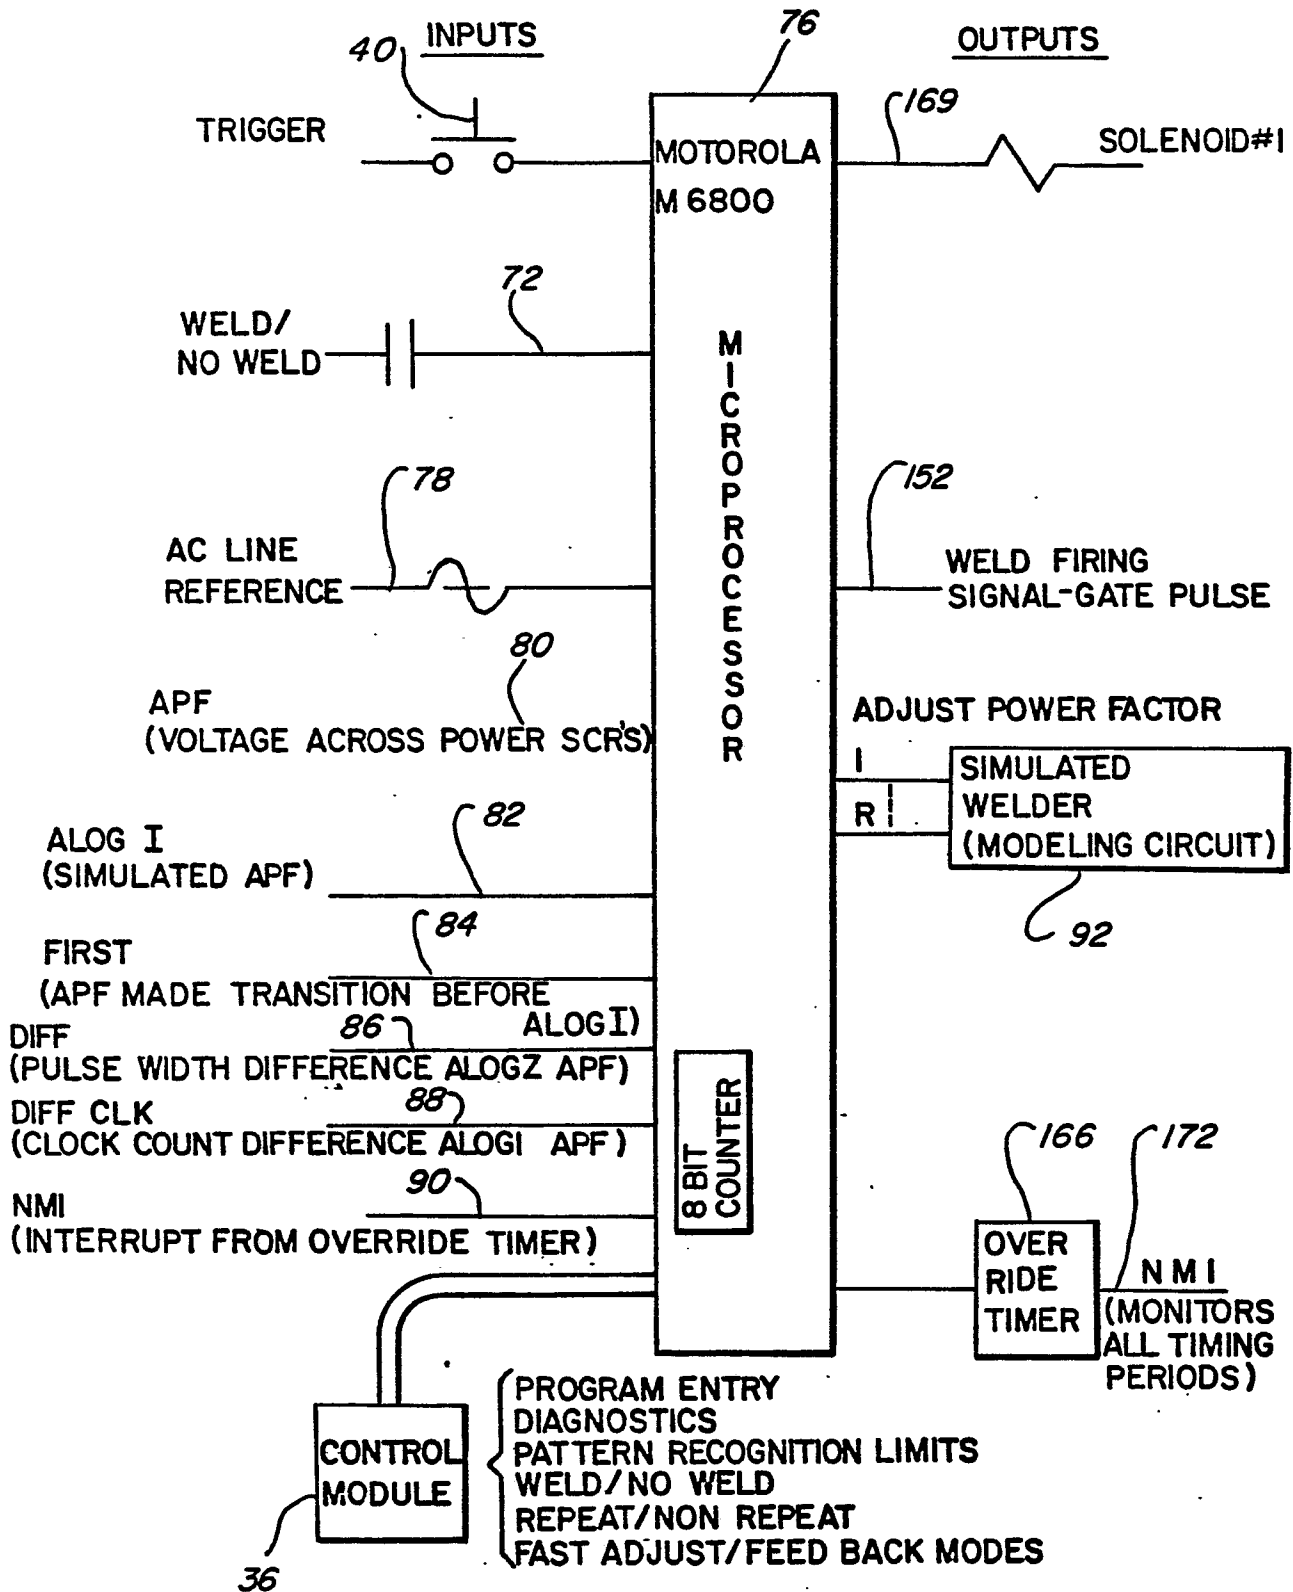 INPUTS
76
OUTPUTS
40
169
TRIGGER
MOTOROLA
M6800
SOLENOID#1
72
WELD/
NO WELD
MICROPROCESSOR
78
152
AC LINE
REFERENCE
WELD FIRING
SIGNAL-GATE PULSE
80
APF
(VOLTAGE ACROSS POWER SCR'S)
ADJUST POWER FACTOR
I
R
SIMULATED
WELDER
(MODELING CIRCUIT)
92
82
ALOG I
(SIMULATED APF)
84
FIRST
(APF MADE TRANSITION BEFORE
ALOG I)
86
DIFF
(PULSE WIDTH DIFFERENCE ALOGZ APF)
88
DIFF CLK
(CLOCK COUNT DIFFERENCE ALOGI APF)
8 BIT
COUNTER
90
NMI
(INTERRUPT FROM OVERRIDE TIMER)
166
172
OVER
RIDE
TIMER
NMI
(MONITORS
ALL TIMING
PERIODS)
CONTROL
MODULE
36
PROGRAM ENTRY
DIAGNOSTICS
PATTERN RECOGNITION LIMITS
WELD/NO WELD
REPEAT/NON REPEAT
FAST ADJUST/FEED BACK MODES